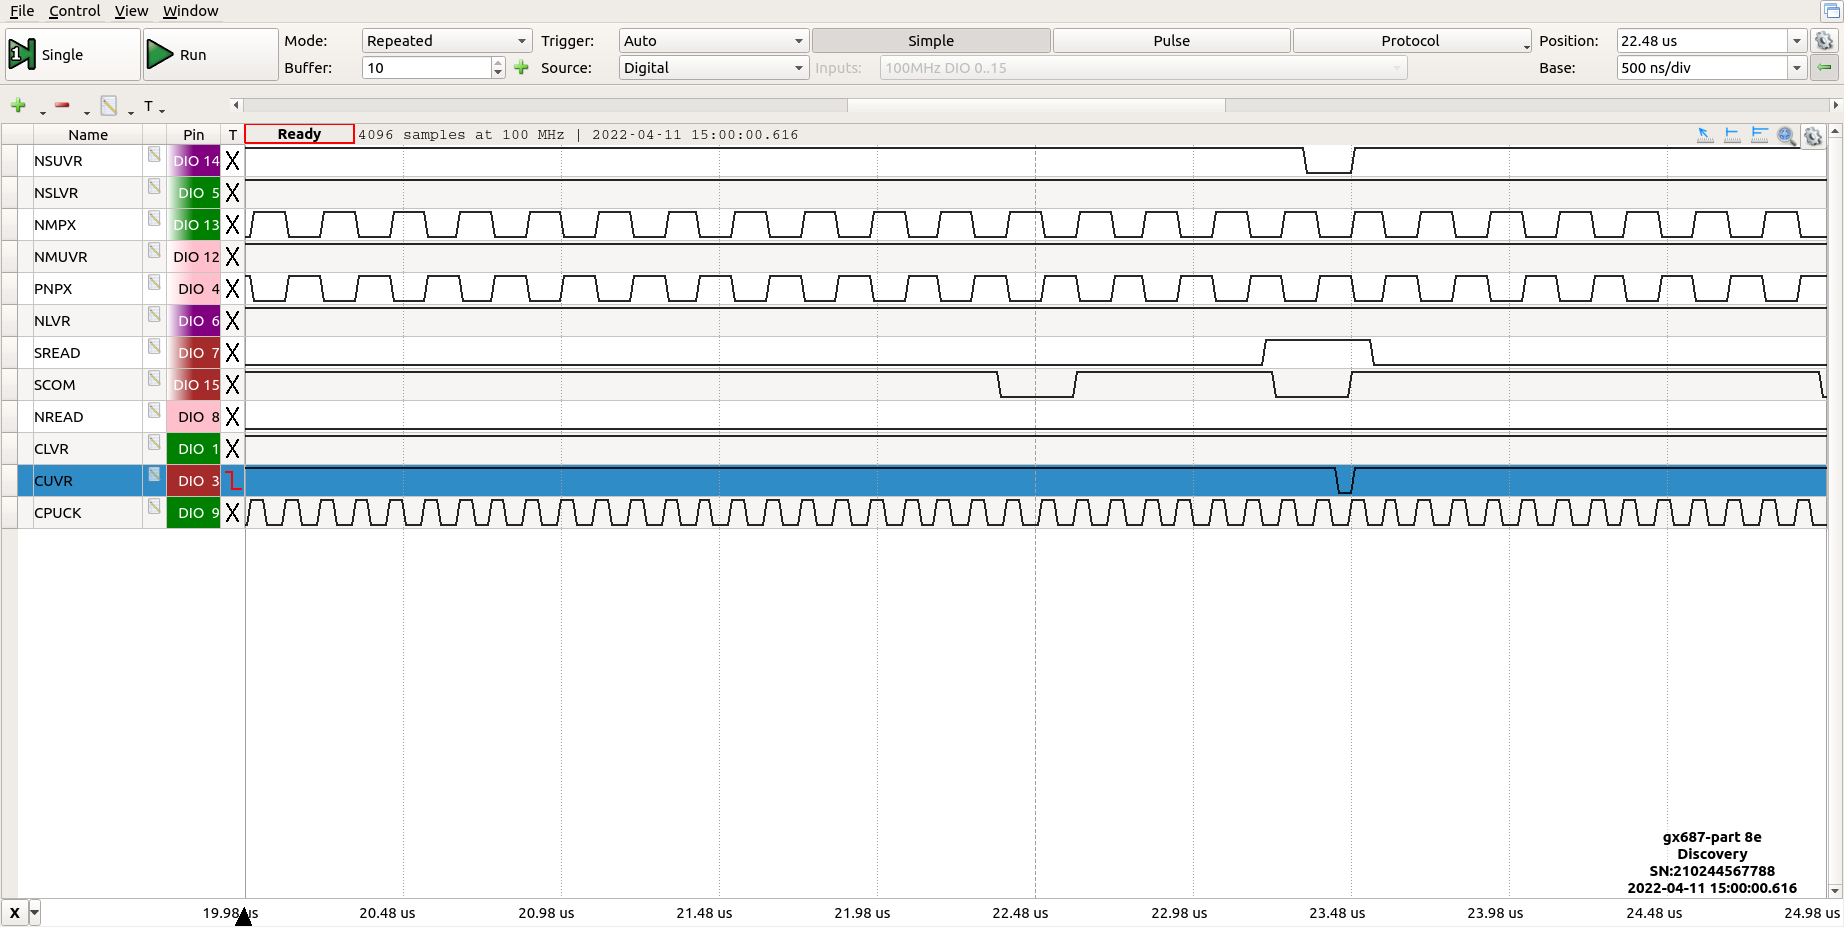 File Control View Window
Single Run Mode: Repeated Trigger: Auto Simple Pulse Protocol Position: 22.48 us
Buffer: 10 Source: Digital Inputs: 100MHz DIO 0..15 Base: 500 ns/div
T
Name Pin T Ready 4096 samples at 100 MHz | 2022-04-11 15:00:00.616
NSUVR DIO 14 X
NSLVR DIO 5 X
NMPX DIO 13 X
NMUVR DIO 12 X
PNPX DIO 4 X
NLVR DIO 6 X
SREAD DIO 7 X
SCOM DIO 15 X
NREAD DIO 8 X
CLVR DIO 1 X
CUVR DIO 3
CPUCK DIO 9 X
gx687-part 8e
Discovery
SN:210244567788
2022-04-11 15:00:00.616
X 19.98 us 20.48 us 20.98 us 21.48 us 21.98 us 22.48 us 22.98 us 23.48 us 23.98 us 24.48 us 24.98 us